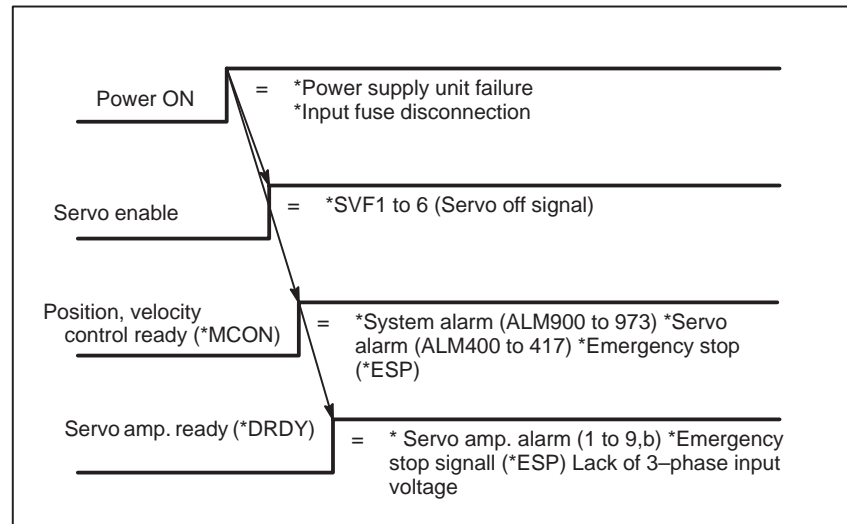 Power ON
= *Power supply unit failure
*Input fuse disconnection
Servo enable
= *SVF1 to 6 (Servo off signal)
Position, velocity
control ready (*MCON)
= *System alarm (ALM900 to 973) *Servo
alarm (ALM400 to 417) *Emergency stop
(*ESP)
Servo amp. ready (*DRDY)
= * Servo amp. alarm (1 to 9,b) *Emergency
stop signall (*ESP) Lack of 3–phase input
voltage